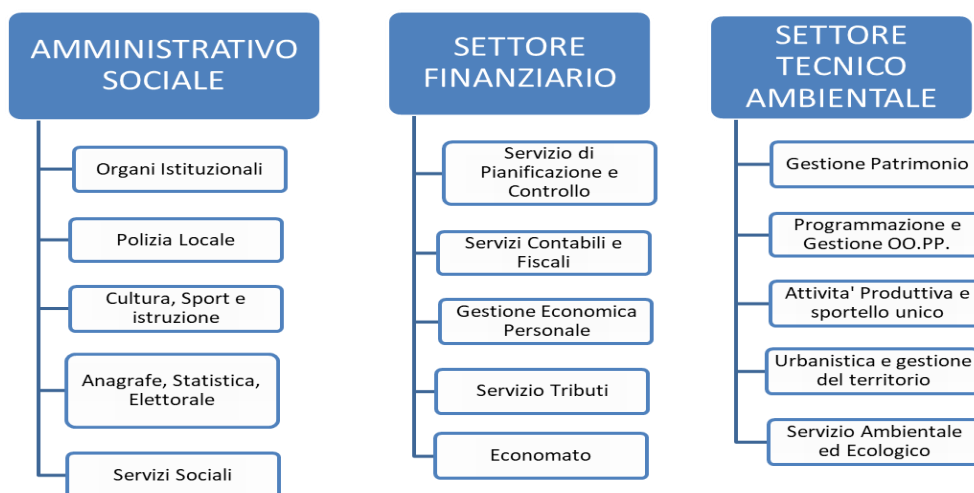 AMMINISTRATIVO
SOCIALE
Organi Istituzionali
Polizia Locale
Cultura, Sport e
istruzione
Anagrafe, Statistica,
Elettorale
Servizi Sociali
SETTORE
FINANZIARIO
Servizio di
Pianificazione e
Controllo
Servizi Contabili e
Fiscali
Gestione Economica
Personale
Servizio Tributi
Economato
SETTORE
TECNICO
AMBIENTALE
Gestione Patrimonio
Programmazione e
Gestione OO.PP.
Attivita' Produttiva e
sportello unico
Urbanistica e gestione
del territorio
Servizio Ambientale
ed Ecologico